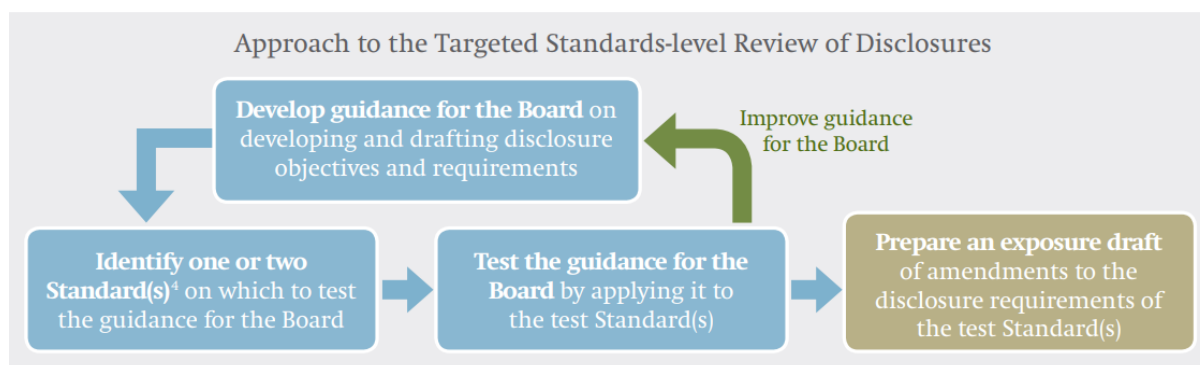 Approach to the Targeted Standards-level Review of Disclosures
Develop guidance for the Board on
developing and drafting disclosure
objectives and requirements
Improve guidance
for the Board
Identify one or two
Standard(s)⁴ on which to test
the guidance for the Board
Test the guidance for the
Board by applying it to
the test Standard(s)
Prepare an exposure draft
of amendments to the
disclosure requirements of
the test Standard(s)